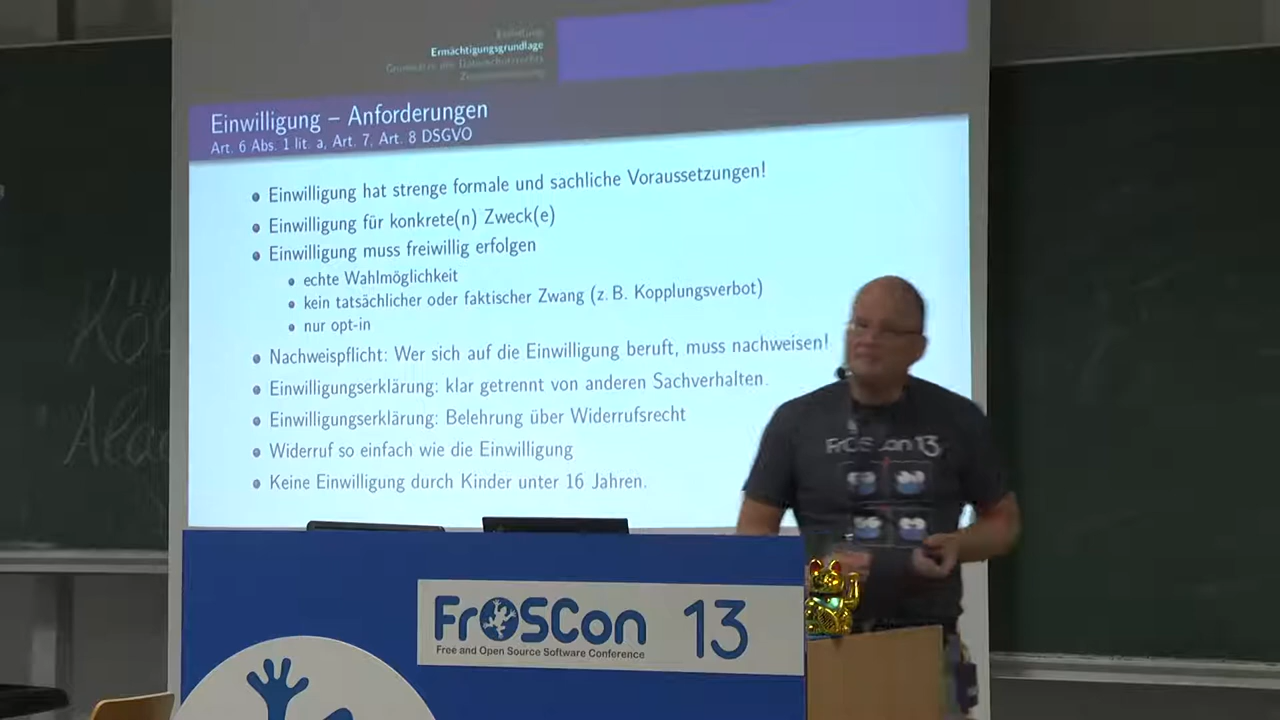 Einleitung
Ermächtigungsgrundlage
Grundsätze des Datenschutzrechts
Zusammenfassung
Einwilligung – Anforderungen
Art. 6 Abs. 1 lit. a, Art. 7, Art. 8 DSGVO
Einwilligung hat strenge formale und sachliche Voraussetzungen!
Einwilligung für konkrete(n) Zweck(e)
Einwilligung muss freiwillig erfolgen
echte Wahlmöglichkeit
kein tatsächlicher oder faktischer Zwang (z. B. Kopplungsverbot)
nur opt-in
Nachweispflicht: Wer sich auf die Einwilligung beruft, muss nachweisen!
Einwilligungserklärung: klar getrennt von anderen Sachverhalten.
Einwilligungserklärung: Belehrung über Widerrufsrecht
Widerruf so einfach wie die Einwilligung
Keine Einwilligung durch Kinder unter 16 Jahren.
FrOSCon 13
FrOSCon 13
Free and Open Source Software Conference